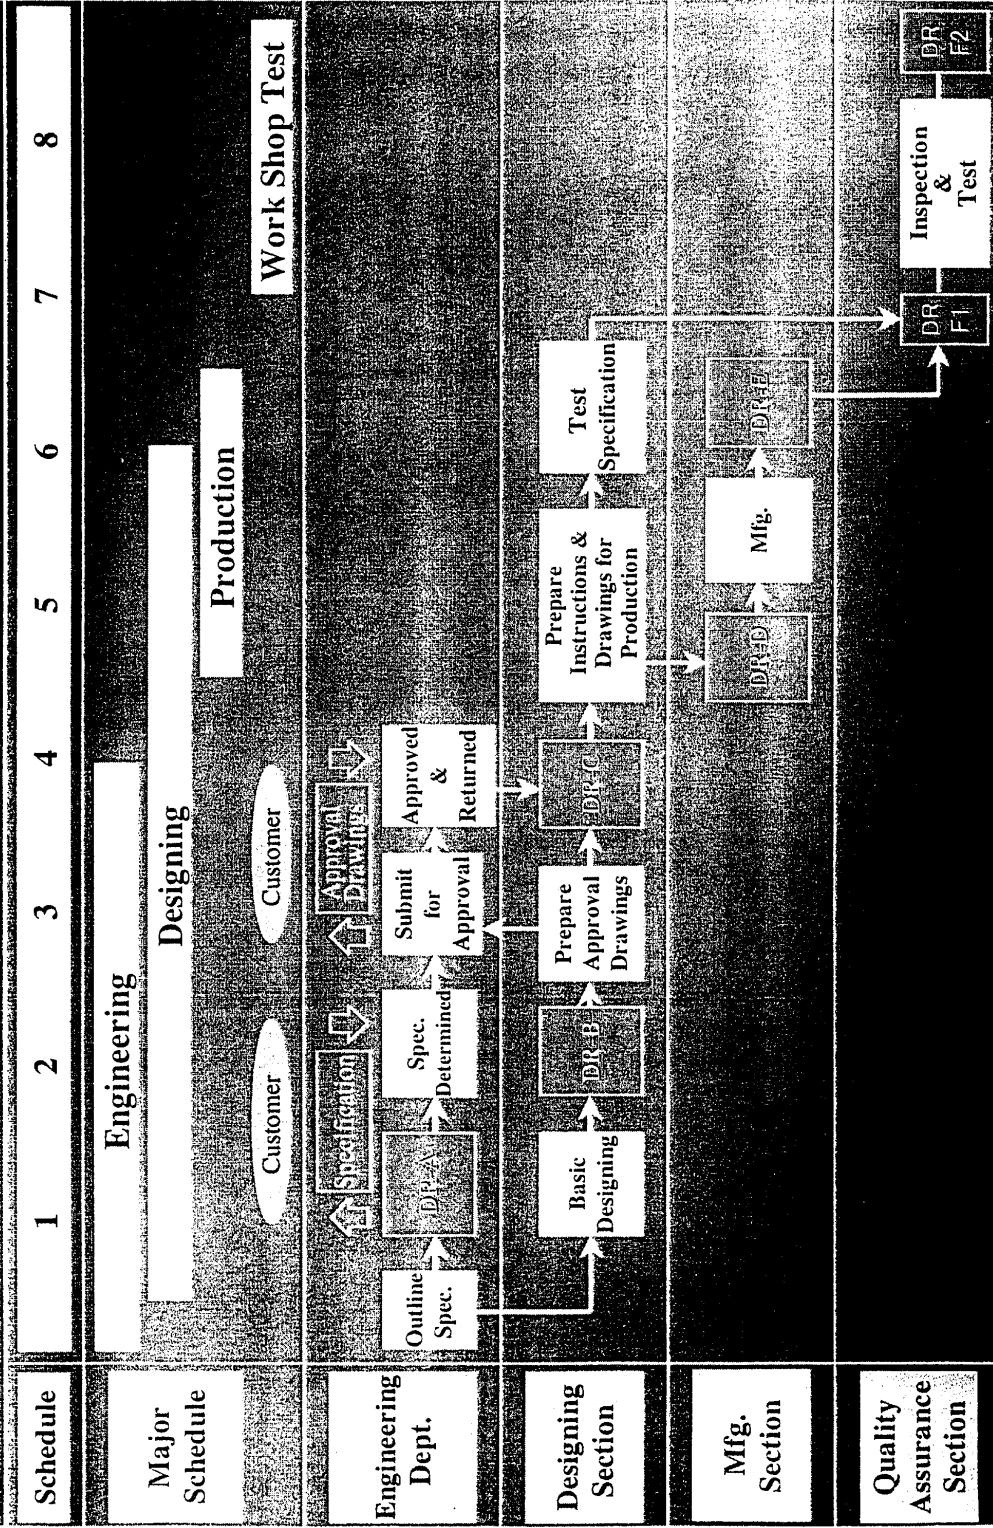 Schedule
1 2 3 4 5 6 7 8
Major
Schedule
Engineering
Designing
Production
Work Shop Test
Customer
Customer
Engineering
Dept.
Specification
Approval
Drawings
Outline
Spec.
DR-A
Spec.
Determined
Submit
for
Approval
Approved
&
Returned
Designing
Section
Basic
Designing
DR-B
Prepare
Approval
Drawings
DR-C
Prepare
Instructions &
Drawings for
Production
Test
Specification
Mfg.
Section
DR-D
Mfg.
DR-E
Quality
Assurance
Section
DR
F1
Inspection
&
Test
DR
F2